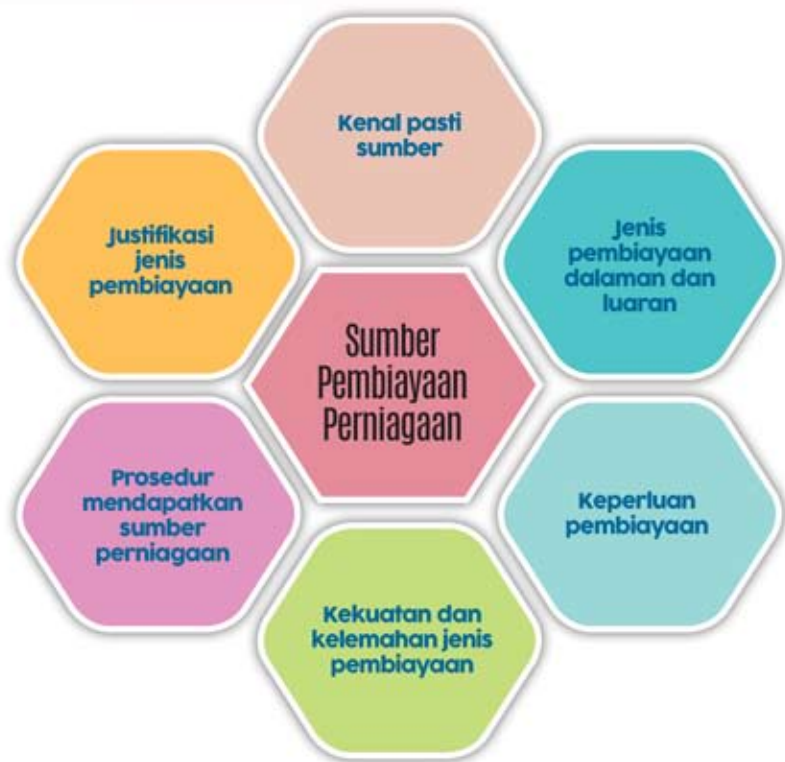 Kenal pasti
sumber
Justifikasi
jenis
pembiayaan
Jenis
pembiayaan
dalaman dan
luaran
Sumber
Pembiayaan
Perniagaan
Prosedur
mendapatkan
sumber
perniagaan
Keperluan
pembiayaan
Kekuatan dan
kelemahan jenis
pembiayaan